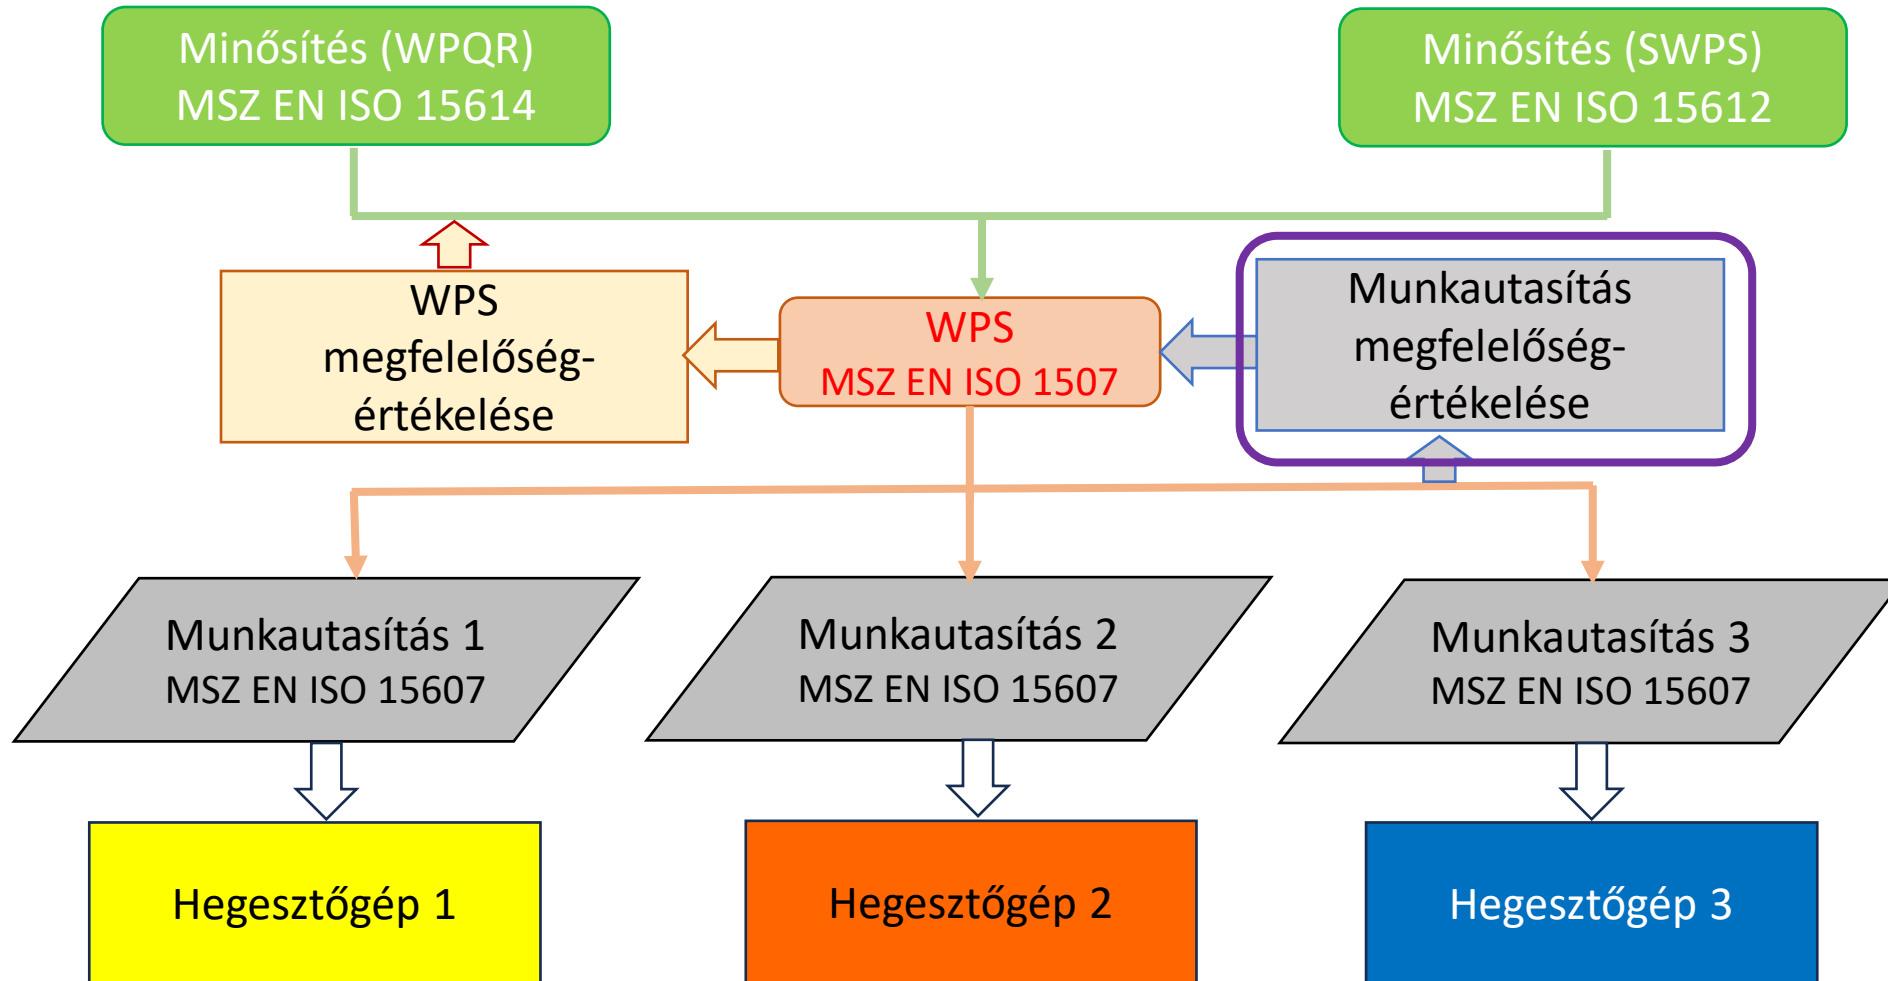 Minősítés (WPQR)
MSZ EN ISO 15614
Minősítés (SWPS)
MSZ EN ISO 15612
WPS
megfelelőség-
értékelése
WPS
MSZ EN ISO 1507
Munkautasítás
megfelelőség-
értékelése
Munkautasítás 1
MSZ EN ISO 15607
Munkautasítás 2
MSZ EN ISO 15607
Munkautasítás 3
MSZ EN ISO 15607
Hegesztőgép 1
Hegesztőgép 2
Hegesztőgép 3